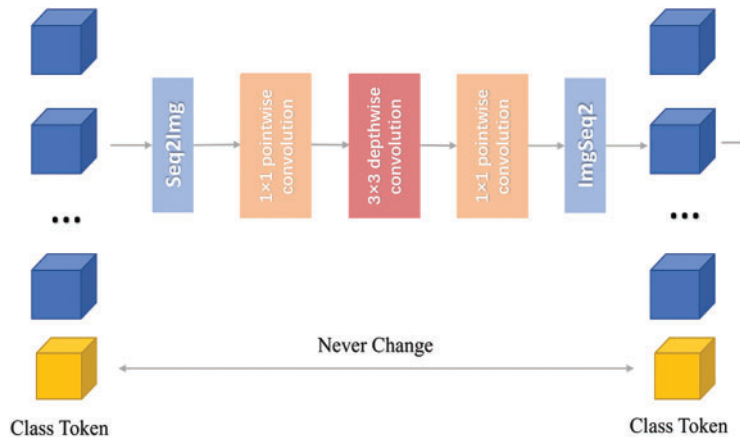 Seq2Img
1×1 pointwise
convolution
3×3 depthwise
convolution
1×1 pointwise
convolution
ImgSeq2
...
...
Never Change
Class Token
Class Token